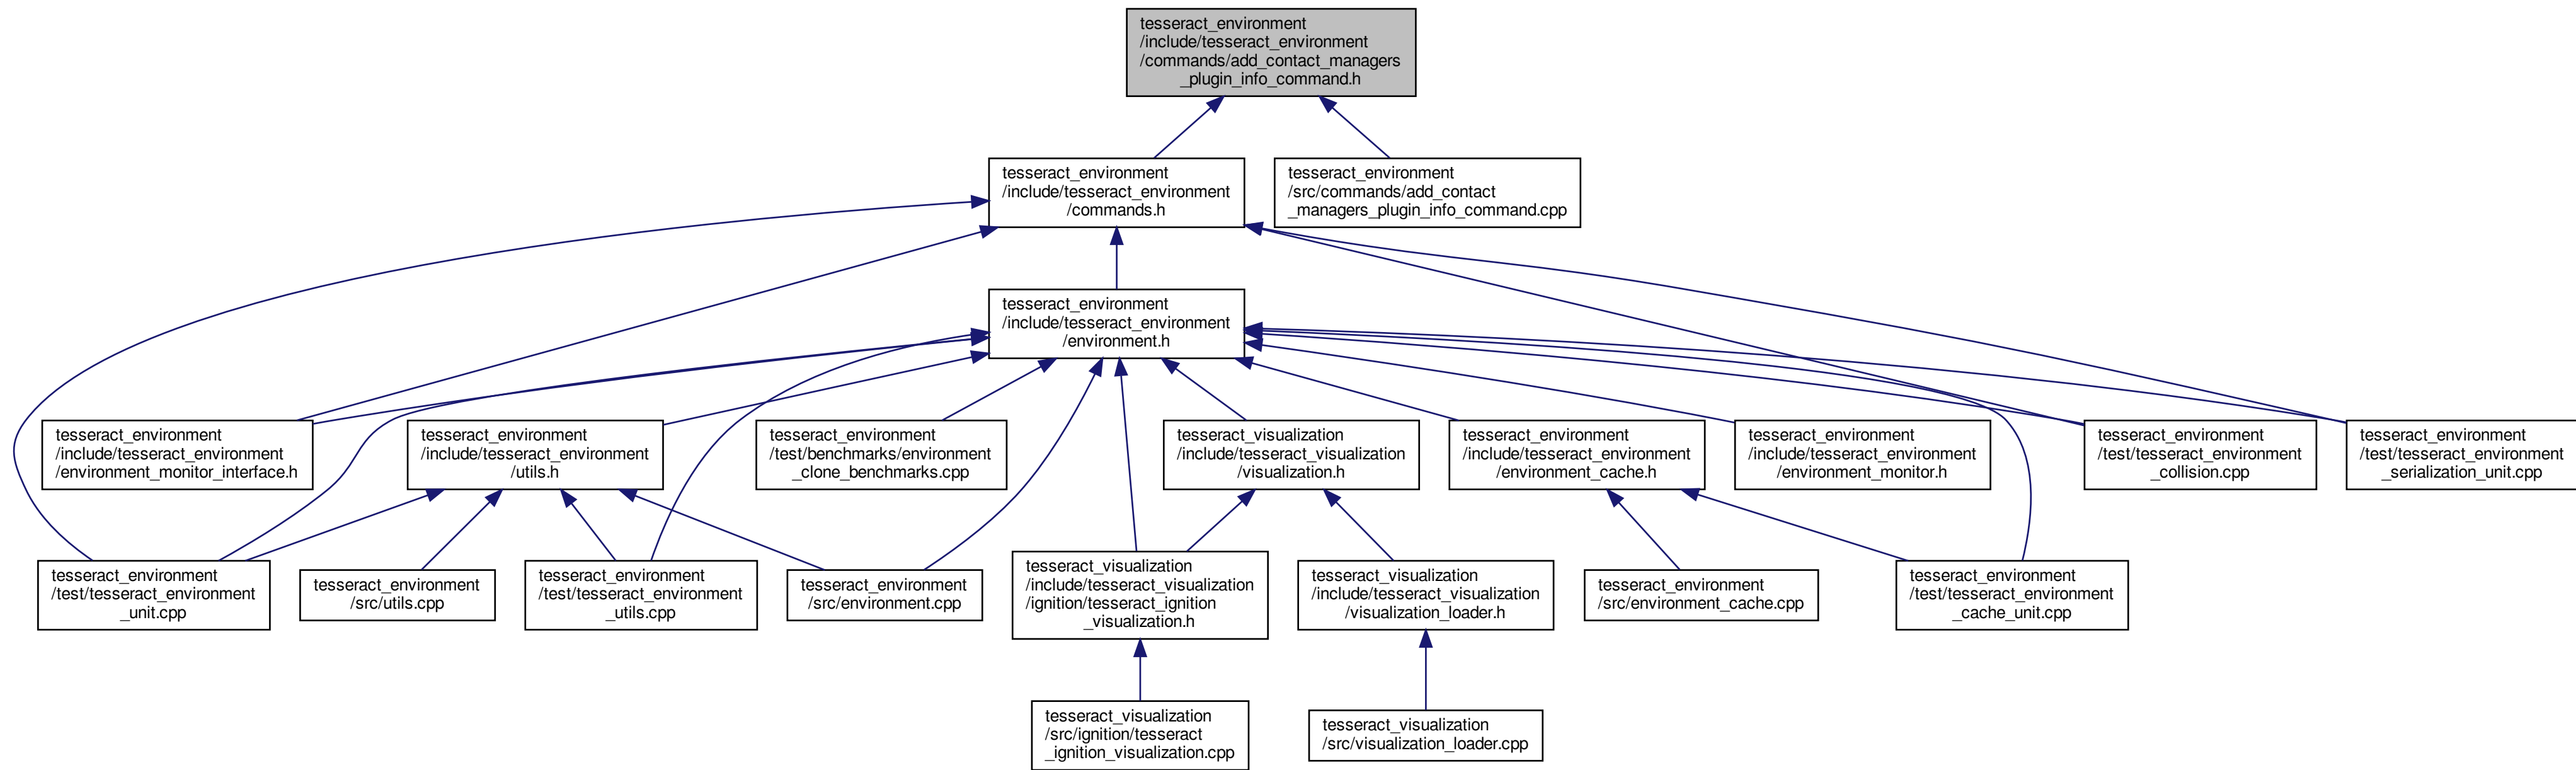 tesseract_environment
/include/tesseract_environment
/commands/add_contact_managers
_plugin_info_command.h
tesseract_environment
/include/tesseract_environment
/commands.h
tesseract_environment
/src/commands/add_contact
_managers_plugin_info_command.cpp
tesseract_environment
/include/tesseract_environment
/environment.h
tesseract_environment
/include/tesseract_environment
/environment_monitor_interface.h
tesseract_environment
/include/tesseract_environment
/utils.h
tesseract_environment
/test/benchmarks/environment
_clone_benchmarks.cpp
tesseract_visualization
/include/tesseract_visualization
/visualization.h
tesseract_environment
/include/tesseract_environment
/environment_cache.h
tesseract_environment
/include/tesseract_environment
/environment_monitor.h
tesseract_environment
/test/tesseract_environment
_collision.cpp
tesseract_environment
/test/tesseract_environment
_serialization_unit.cpp
tesseract_environment
/test/tesseract_environment
_unit.cpp
tesseract_environment
/src/utils.cpp
tesseract_environment
/test/tesseract_environment
_utils.cpp
tesseract_environment
/src/environment.cpp
tesseract_visualization
/include/tesseract_visualization
/ignition/tesseract_ignition
_visualization.h
tesseract_visualization
/include/tesseract_visualization
/visualization_loader.h
tesseract_environment
/src/environment_cache.cpp
tesseract_environment
/test/tesseract_environment
_cache_unit.cpp
tesseract_visualization
/src/ignition/tesseract
_ignition_visualization.cpp
tesseract_visualization
/src/visualization_loader.cpp